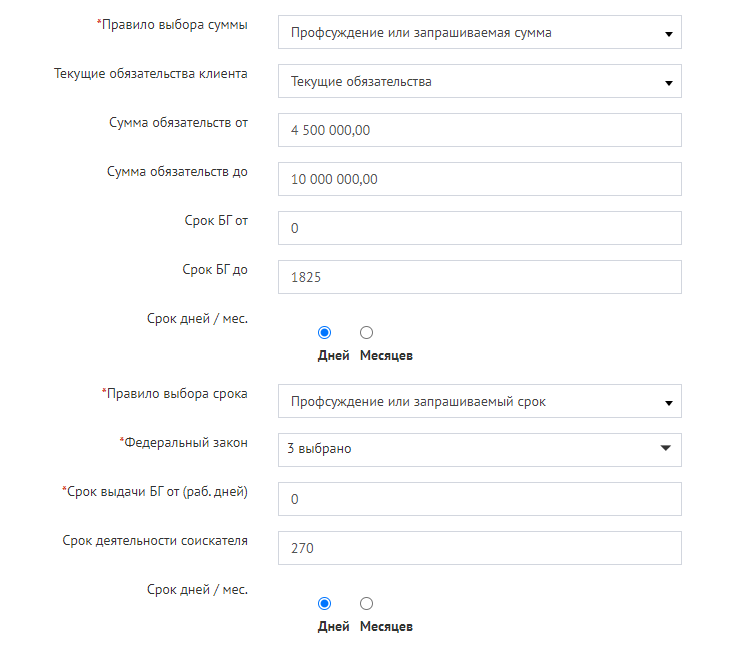 *Правило выбора суммы
Профсуждение или запрашиваемая сумма
Текущие обязательства клиента
Текущие обязательства
Сумма обязательств от
4 500 000,00
Сумма обязательств до
10 000 000,00
Срок БГ от
0
Срок БГ до
1825
Срок дней / мес.
Дней Месяцев
*Правило выбора срока
Профсуждение или запрашиваемый срок
*Федеральный закон
3 выбрано
*Срок выдачи БГ от (раб. дней)
0
Срок деятельности соискателя
270
Срок дней / мес.
Дней Месяцев